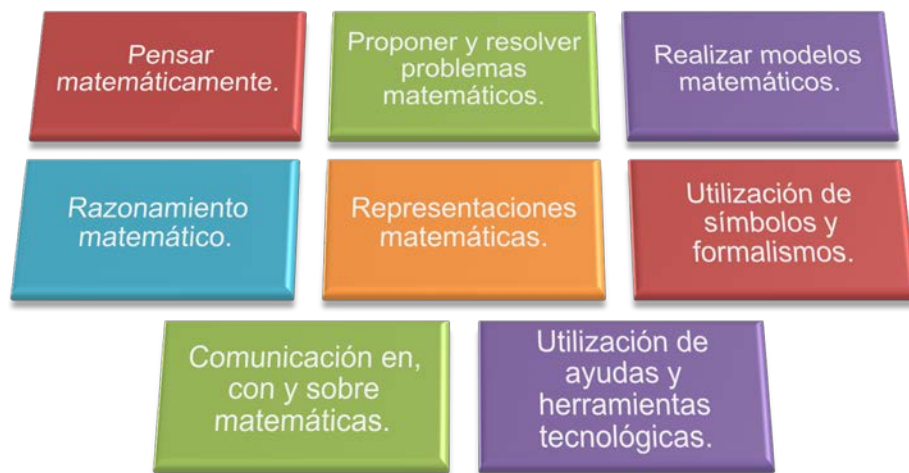 Pensar
matemáticamente.
Proponer y resolver
problemas
matemáticos.
Realizar modelos
matemáticos.
Razonamiento
matemático.
Representaciones
matemáticas.
Utilización de
símbolos y
formalismos.
Comunicación en,
con y sobre
matemáticas.
Utilización de
ayudas y
herramientas
tecnológicas.